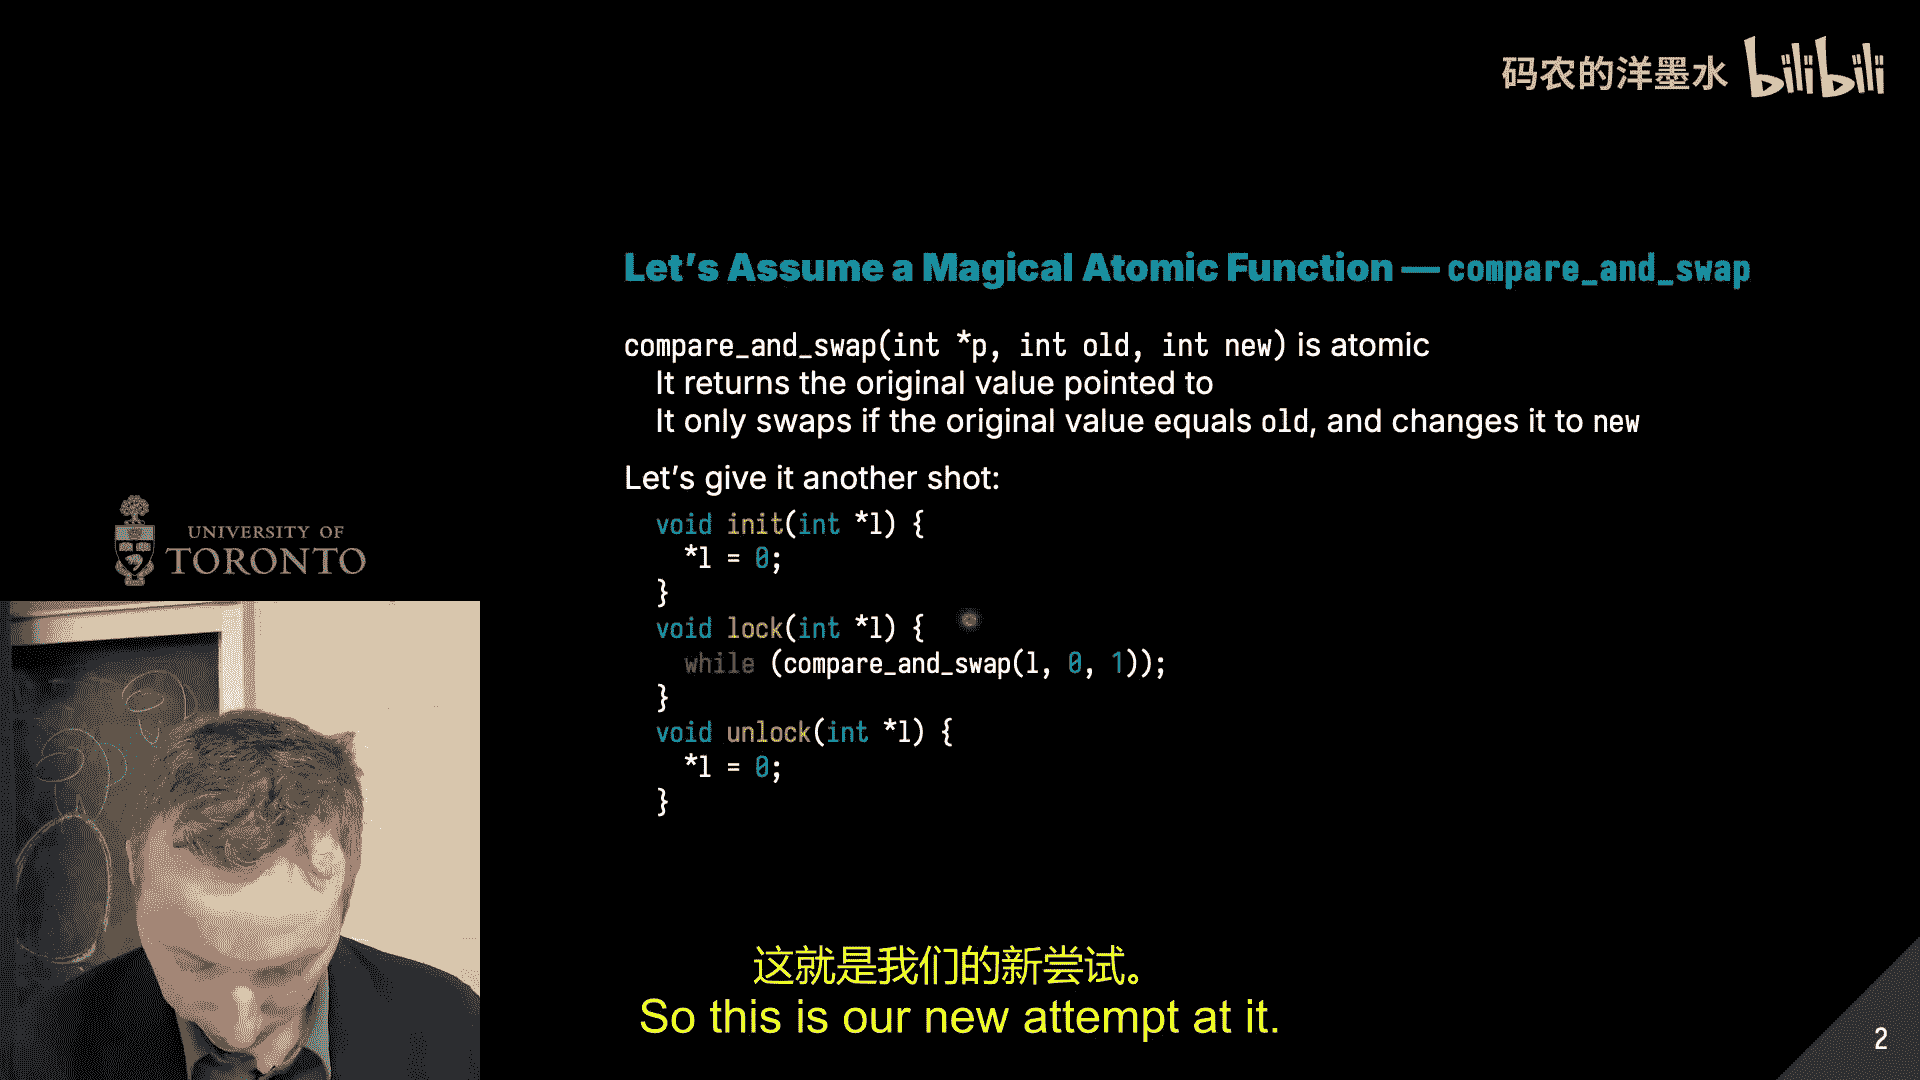 码农的洋墨水 bilibili
Let's Assume a Magical Atomic Function — compare_and_swap
compare_and_swap(int *p, int old, int new) is atomic
It returns the original value pointed to
It only swaps if the original value equals old, and changes it to new
Let's give it another shot:
void init(int *l) {
*l = 0;
}
void lock(int *l) {
while (compare_and_swap(l, 0, 1));
}
void unlock(int *l) {
*l = 0;
}
UNIVERSITY OF
TORONTO
这就是我们的新尝试。
So this is our new attempt at it.
2